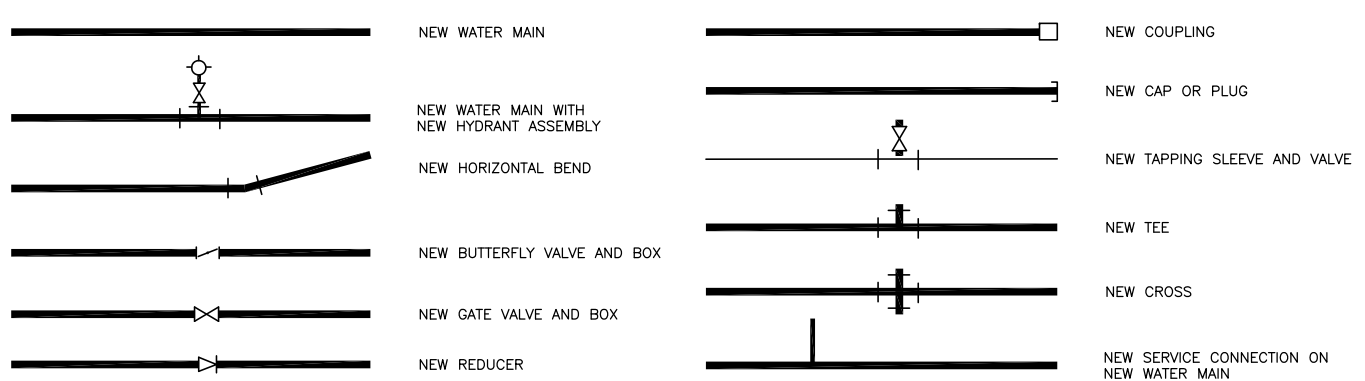 NEW WATER MAIN
NEW WATER MAIN WITH
NEW HYDRANT ASSEMBLY
NEW HORIZONTAL BEND
NEW BUTTERFLY VALVE AND BOX
NEW GATE VALVE AND BOX
NEW REDUCER
NEW COUPLING
NEW CAP OR PLUG
NEW TAPPING SLEEVE AND VALVE
NEW TEE
NEW CROSS
NEW SERVICE CONNECTION ON
NEW WATER MAIN